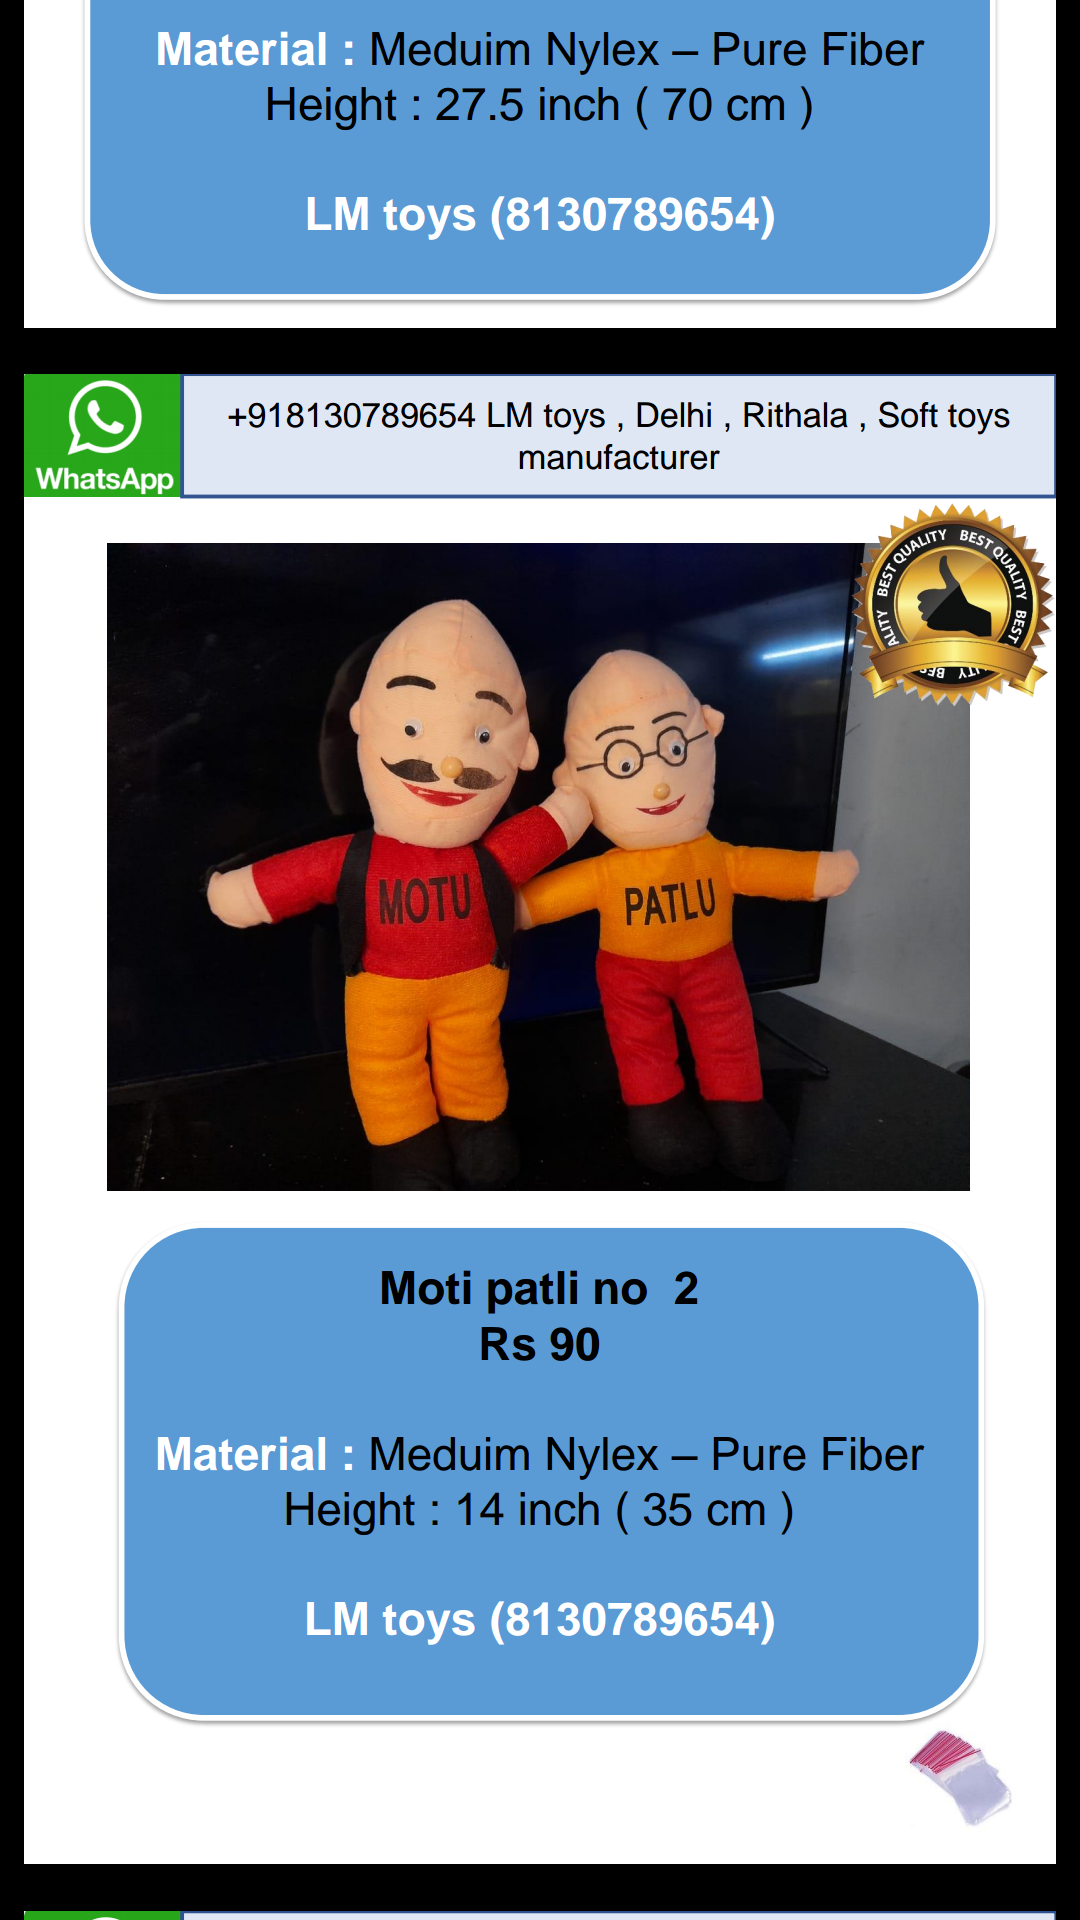 Material : Meduim Nylex – Pure Fiber
Height : 27.5 inch ( 70 cm )
LM toys (8130789654)
WhatsApp
+918130789654 LM toys , Delhi , Rithala , Soft toys
manufacturer
BEST QUALITY BEST QUALITY BEST
ALITY
MOTU
PATLU
Moti patli no  2
Rs 90
Material : Meduim Nylex – Pure Fiber
Height : 14 inch ( 35 cm )
LM toys (8130789654)